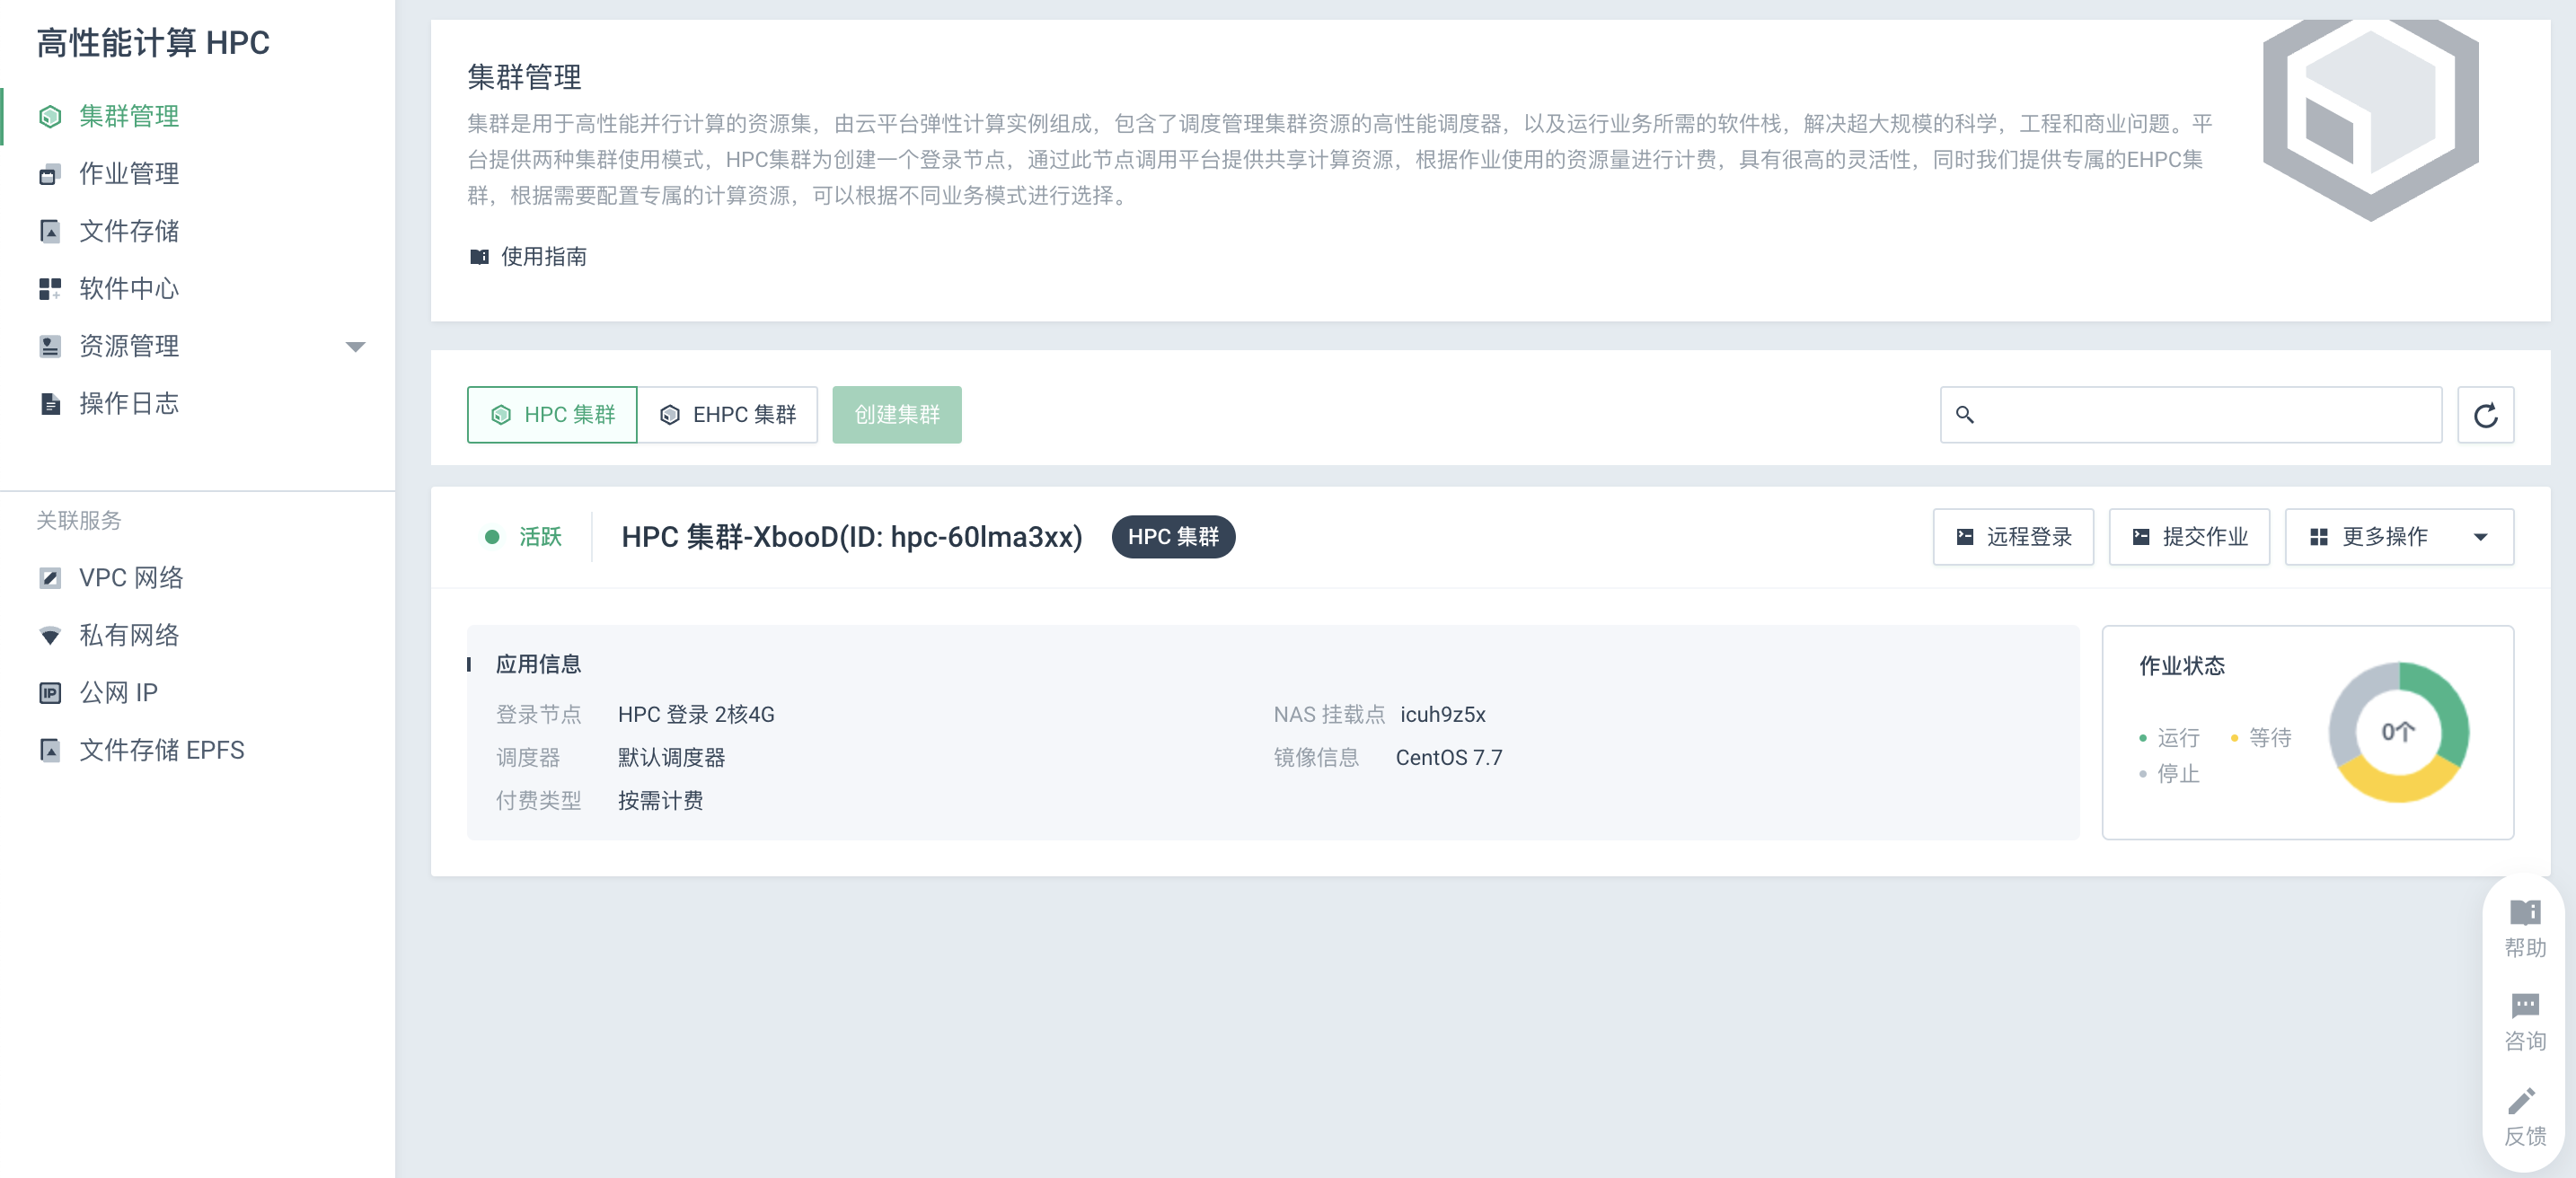 高性能计算 HPC
集群管理
作业管理
文件存储
软件中心
资源管理
操作日志
关联服务
VPC 网络
私有网络
IP 公网 IP
文件存储 EPFS
集群管理
集群是用于高性能并行计算的资源集，由云平台弹性计算实例组成，包含了调度管理集群资源的高性能调度器，以及运行业务所需的软件栈，解决超大规模的科学，工程和商业问题。平
台提供两种集群使用模式，HPC集群为创建一个登录节点，通过此节点调用平台提供共享计算资源，根据作业使用的资源量进行计费，具有很高的灵活性，同时我们提供专属的EHPC集
群，根据需要配置专属的计算资源，可以根据不同业务模式进行选择。
使用指南
HPC 集群 EHPC 集群 创建集群
活跃 HPC 集群-XbooD(ID: hpc-60lma3xx) HPC 集群 远程登录 提交作业 更多操作
应用信息
登录节点 HPC 登录 2核4G NAS 挂载点 icuh9z5x
调度器 默认调度器 镜像信息 CentOS 7.7
付费类型 按需计费
作业状态
运行 等待
停止
0个
帮助
咨询
反馈